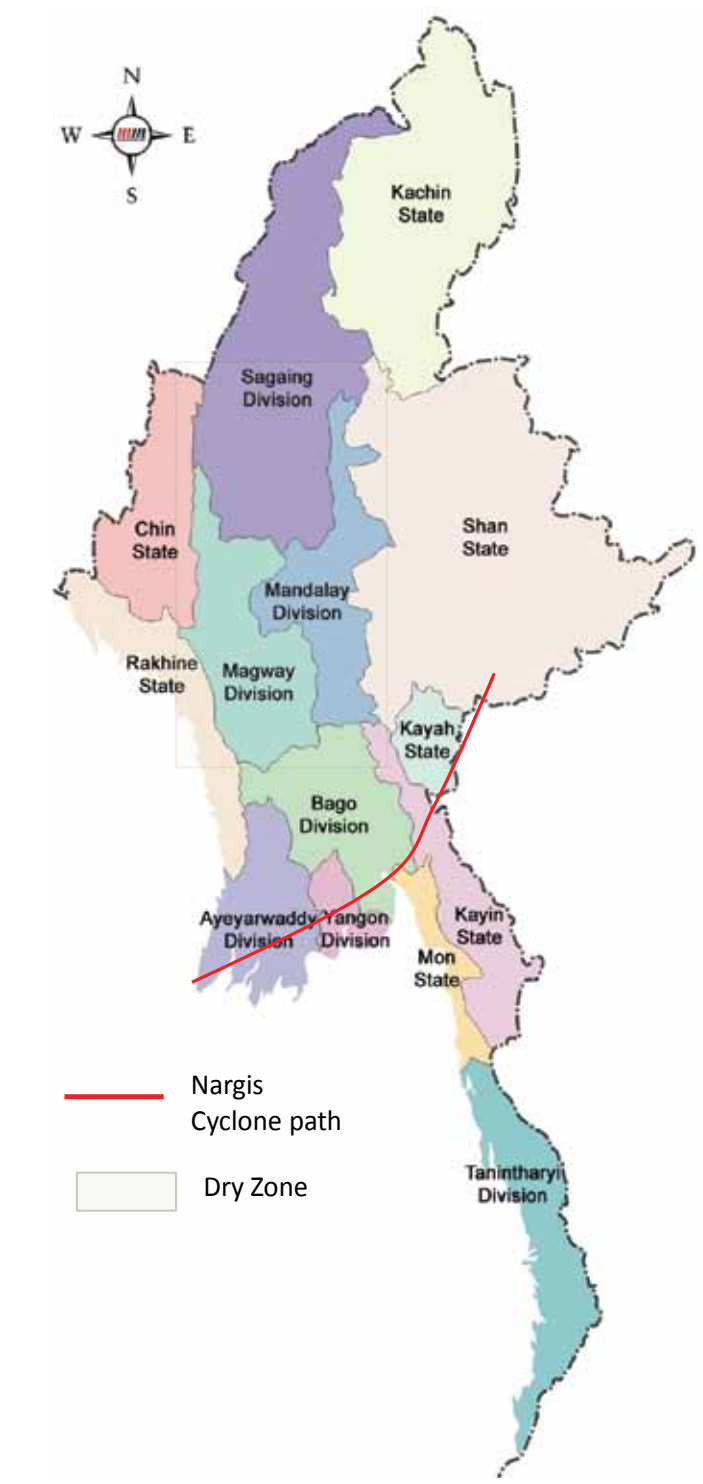 N
W
E
S
Kachin
State
Sagaing
Division
Chin
State
Shan
State
Mandalay
Division
Rakhine
State
Magway
Division
Kayah
State
Bago
Division
Ayeyarwaddy
Division
Yangon
Division
Kayin
State
Mon
State
Nargis
Cyclone path
Dry Zone
Tanintharyi
Division